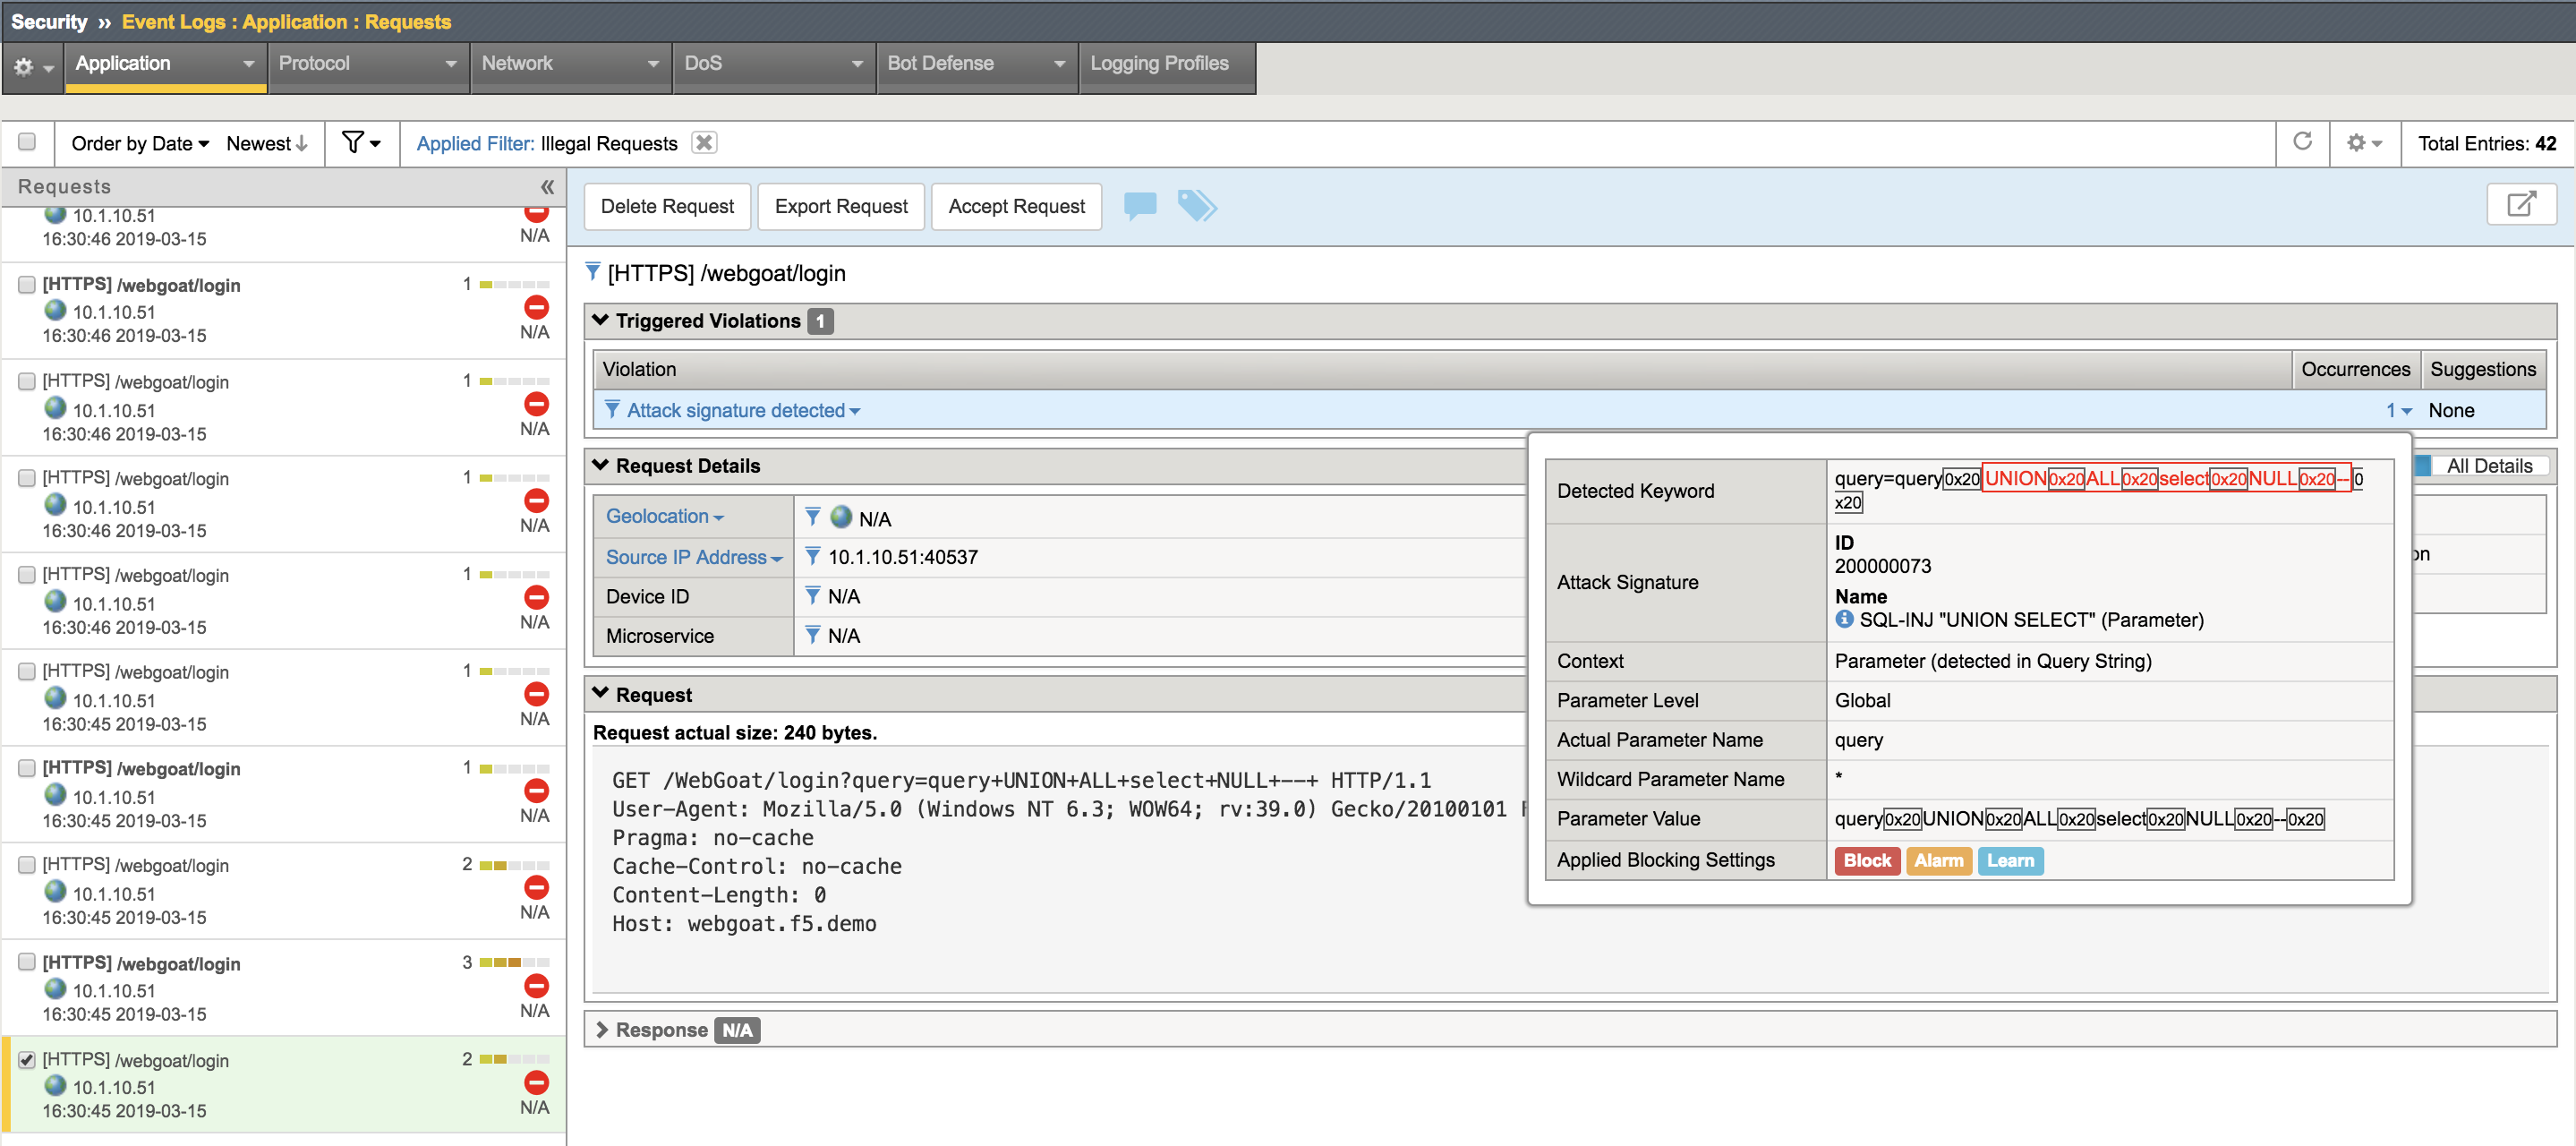 Security » Event Logs : Application : Requests
Application Protocol Network DoS Bot Defense Logging Profiles
Order by Date Newest Applied Filter: Illegal Requests Total Entries: 42
Requests
10.1.10.51
16:30:46 2019-03-15 N/A
[HTTPS] /webgoat/login 1
10.1.10.51
16:30:46 2019-03-15 N/A
[HTTPS] /webgoat/login 1
10.1.10.51
16:30:46 2019-03-15 N/A
[HTTPS] /webgoat/login 1
10.1.10.51
16:30:46 2019-03-15 N/A
[HTTPS] /webgoat/login 1
10.1.10.51
16:30:46 2019-03-15 N/A
[HTTPS] /webgoat/login 1
10.1.10.51
16:30:45 2019-03-15 N/A
[HTTPS] /webgoat/login 1
10.1.10.51
16:30:45 2019-03-15 N/A
[HTTPS] /webgoat/login 2
10.1.10.51
16:30:45 2019-03-15 N/A
[HTTPS] /webgoat/login 3
10.1.10.51
16:30:45 2019-03-15 N/A
[HTTPS] /webgoat/login 2
10.1.10.51
16:30:45 2019-03-15 N/A
Delete Request Export Request Accept Request
[HTTPS] /webgoat/login
Triggered Violations 1
Violation Occurrences Suggestions
Attack signature detected 1 None
Request Details All Details
Geolocation N/A
Source IP Address 10.1.10.51:40537
Device ID N/A
Microservice N/A
Request
Request actual size: 240 bytes.
GET /WebGoat/login?query=query+UNION+ALL+select+NULL+--+ HTTP/1.1
User-Agent: Mozilla/5.0 (Windows NT 6.3; WOW64; rv:39.0) Gecko/20100101
Pragma: no-cache
Cache-Control: no-cache
Content-Length: 0
Host: webgoat.f5.demo
Response N/A
Detected Keyword query=query0x20UNION0x20ALL0x20select0x20NULL0x20--0
x20
Attack Signature
ID
200000073
Name
SQL-INJ "UNION SELECT" (Parameter)
Context Parameter (detected in Query String)
Parameter Level Global
Actual Parameter Name query
Wildcard Parameter Name *
Parameter Value query0x20UNION0x20ALL0x20select0x20NULL0x20--0x20
Applied Blocking Settings Block Alarm Learn